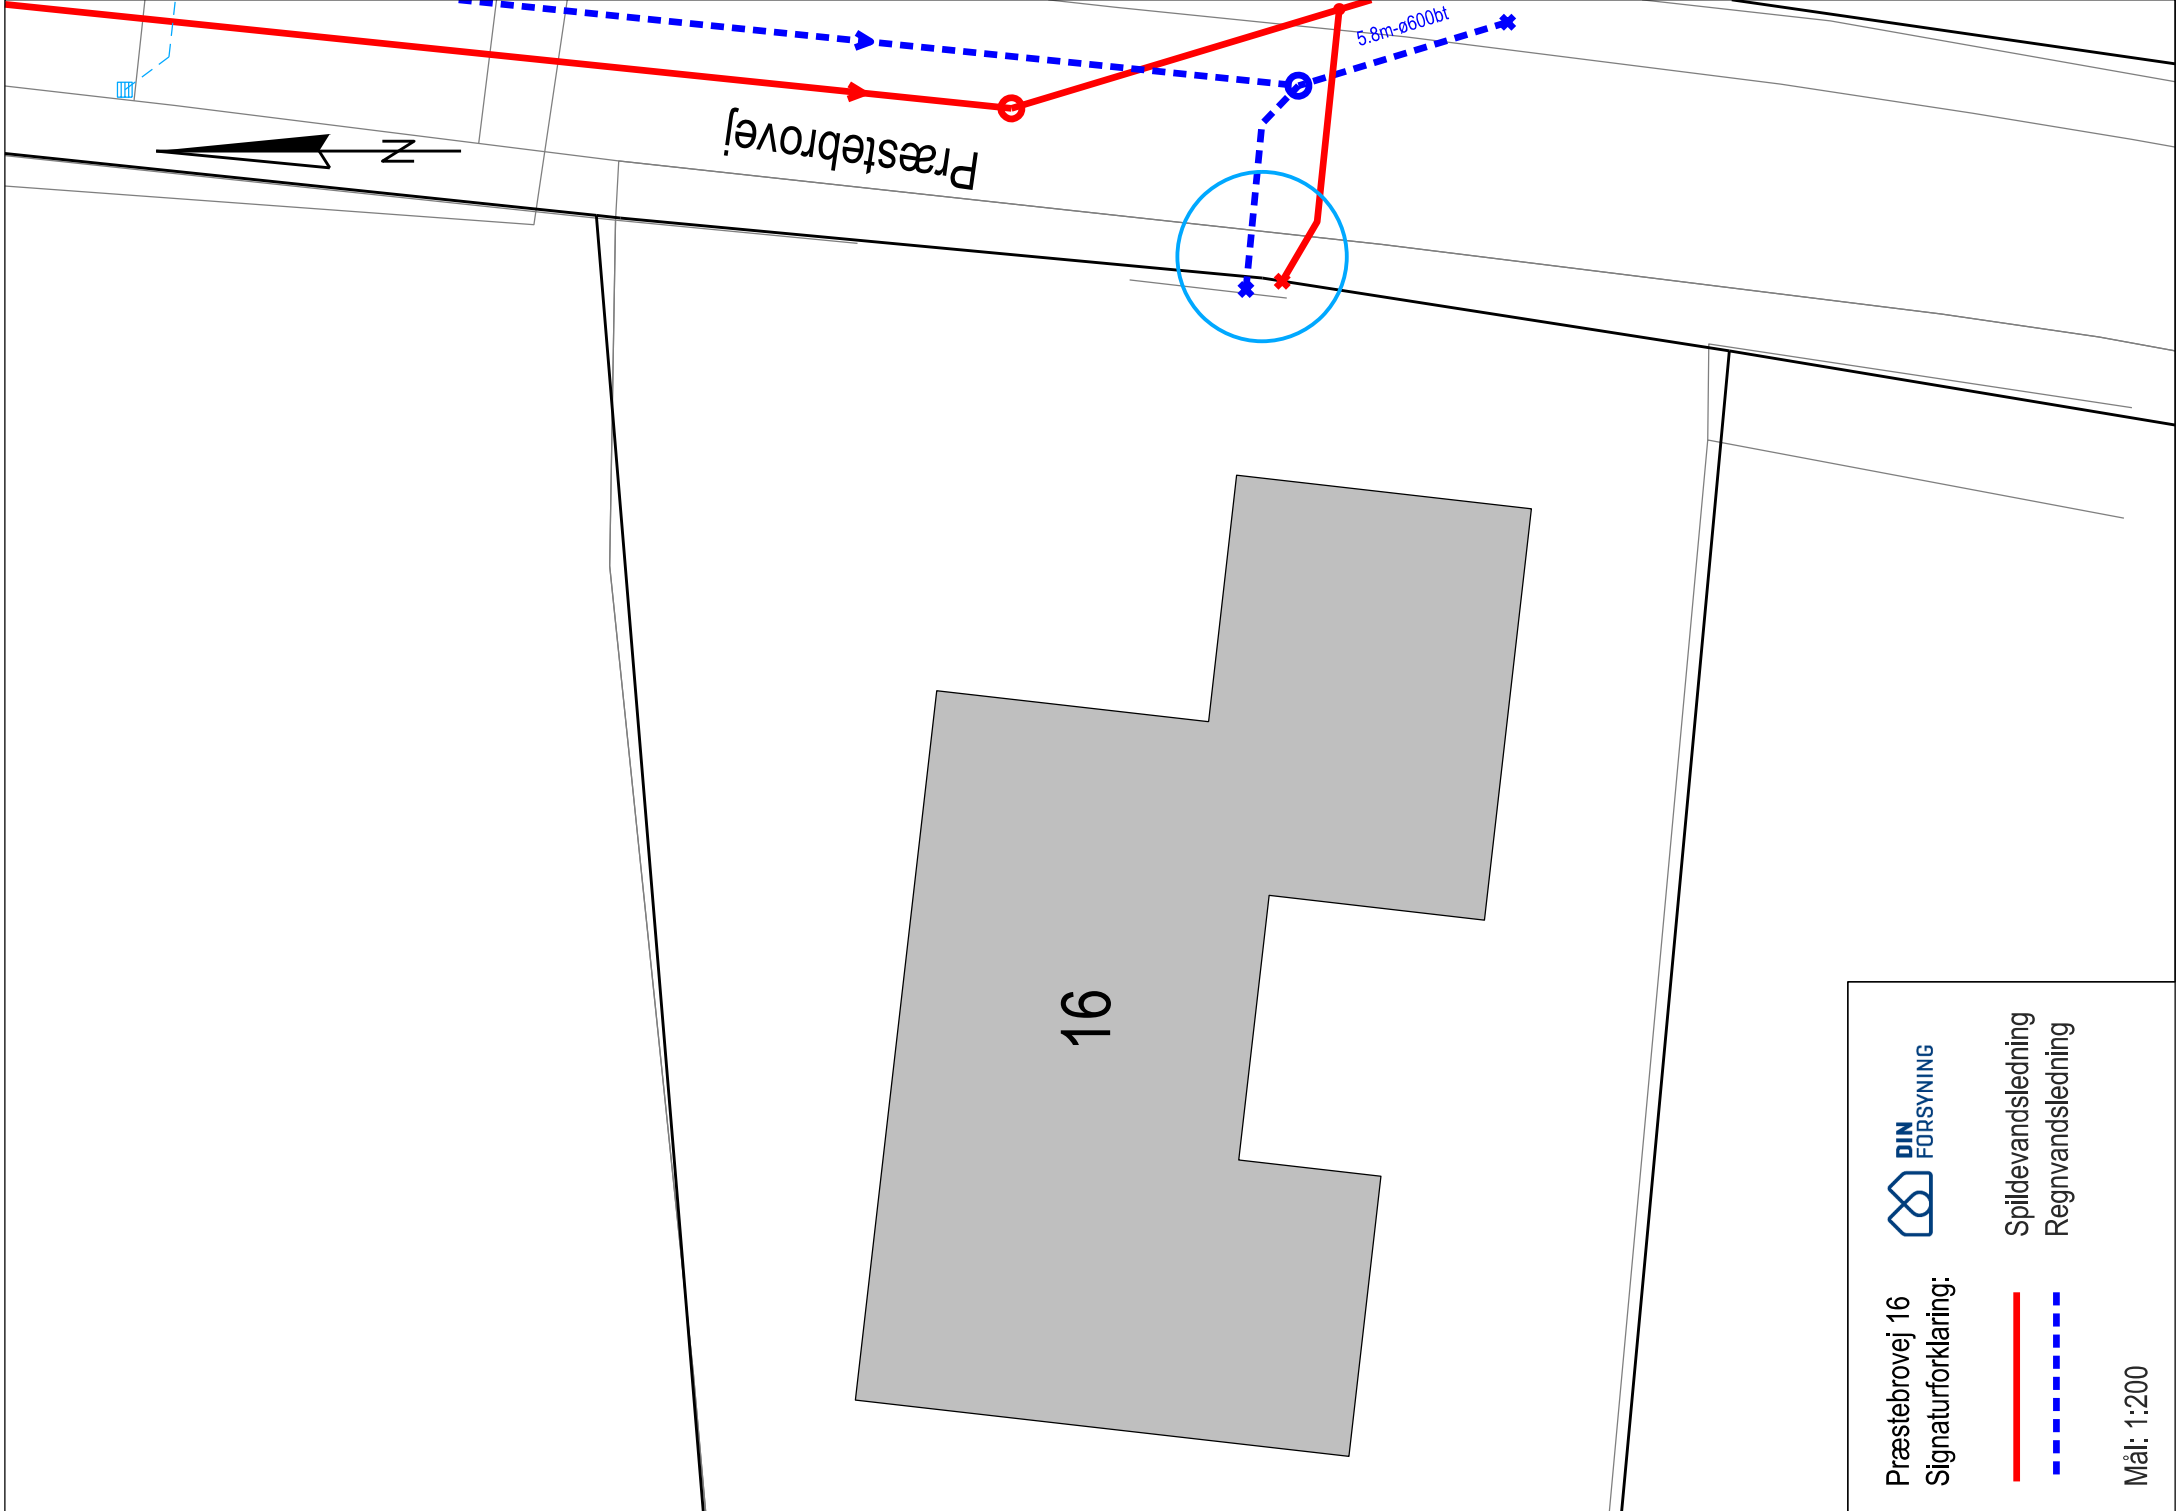 5.8m-ø600bt
N
Præstebrovej
16
DIN
FORSYNING
Præstebrovej 16
Signaturforklaring:
Spildevandsledning
Regnvandsledning
Mål: 1:200